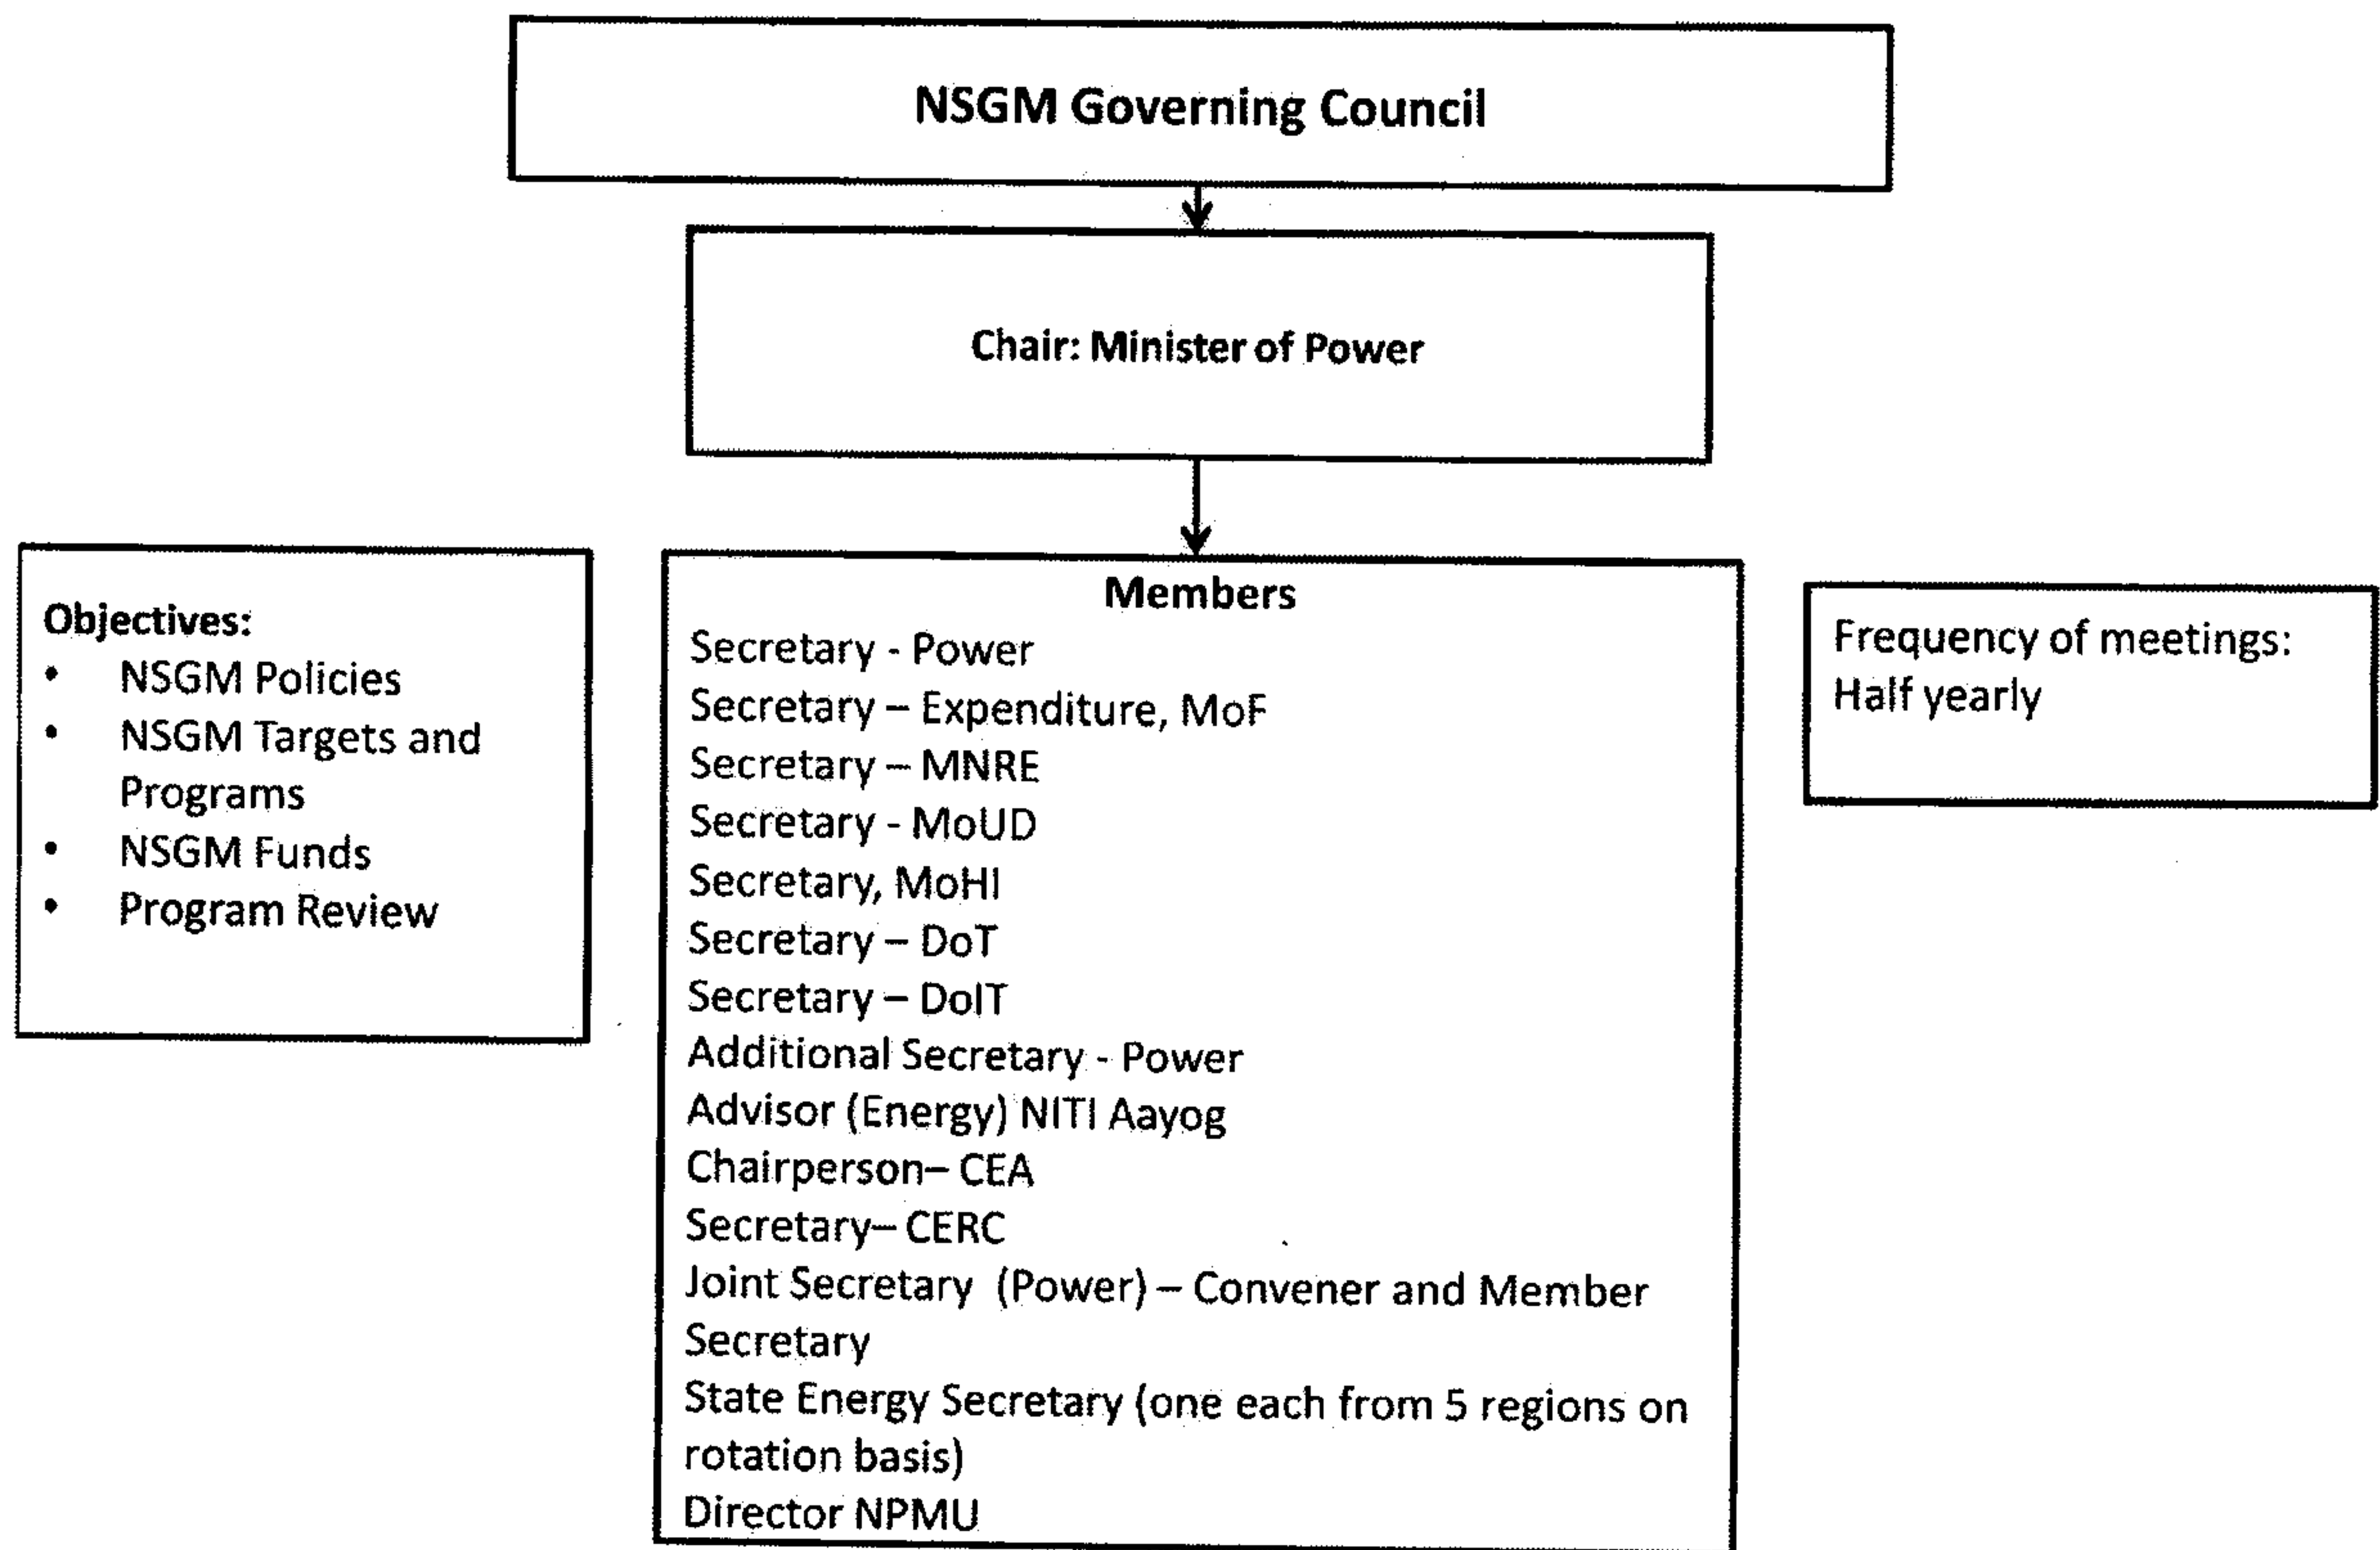 NSGM Governing Council
Chair: Minister of Power
Objectives:
• NSGM Policies
• NSGM Targets and
Programs
• NSGM Funds
• Program Review
Members
Secretary - Power
Secretary – Expenditure, MoF
Secretary – MNRE
Secretary - MoUD
Secretary, MoHI
Secretary – DoT
Secretary – DoIT
Additional Secretary - Power
Advisor (Energy) NITI Aayog
Chairperson– CEA
Secretary– CERC
Joint Secretary (Power) – Convener and Member
Secretary
State Energy Secretary (one each from 5 regions on
rotation basis)
Director NPMU
Frequency of meetings:
Half yearly